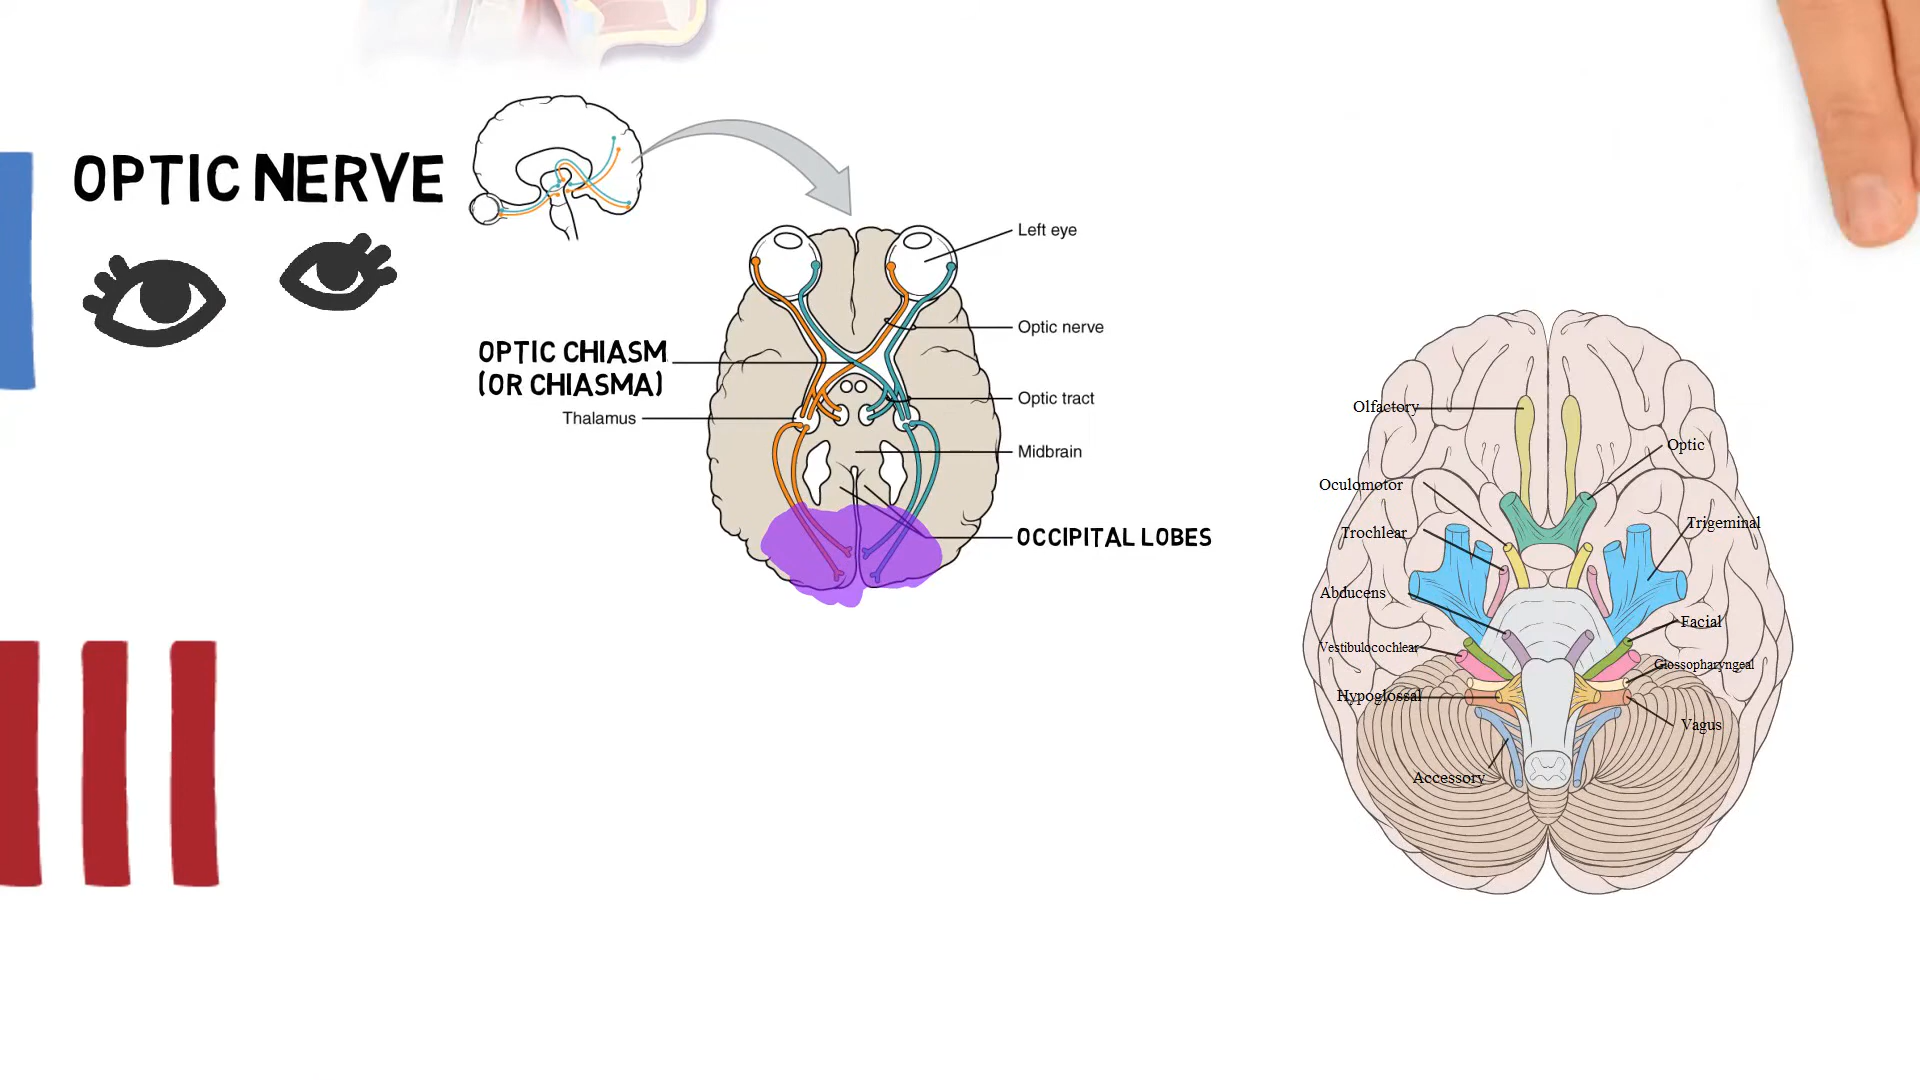 OPTIC NERVE
Left eye
Optic nerve
OPTIC CHIASM
(OR CHIASMA)
Thalamus
Optic tract
Midbrain
OCCIPITAL LOBES
Olfactory
Optic
Oculomotor
Trochlear
Trigeminal
Abducens
Facial
Vestibulocochlear
Glossopharyngeal
Hypoglossal
Vagus
Accessory
III